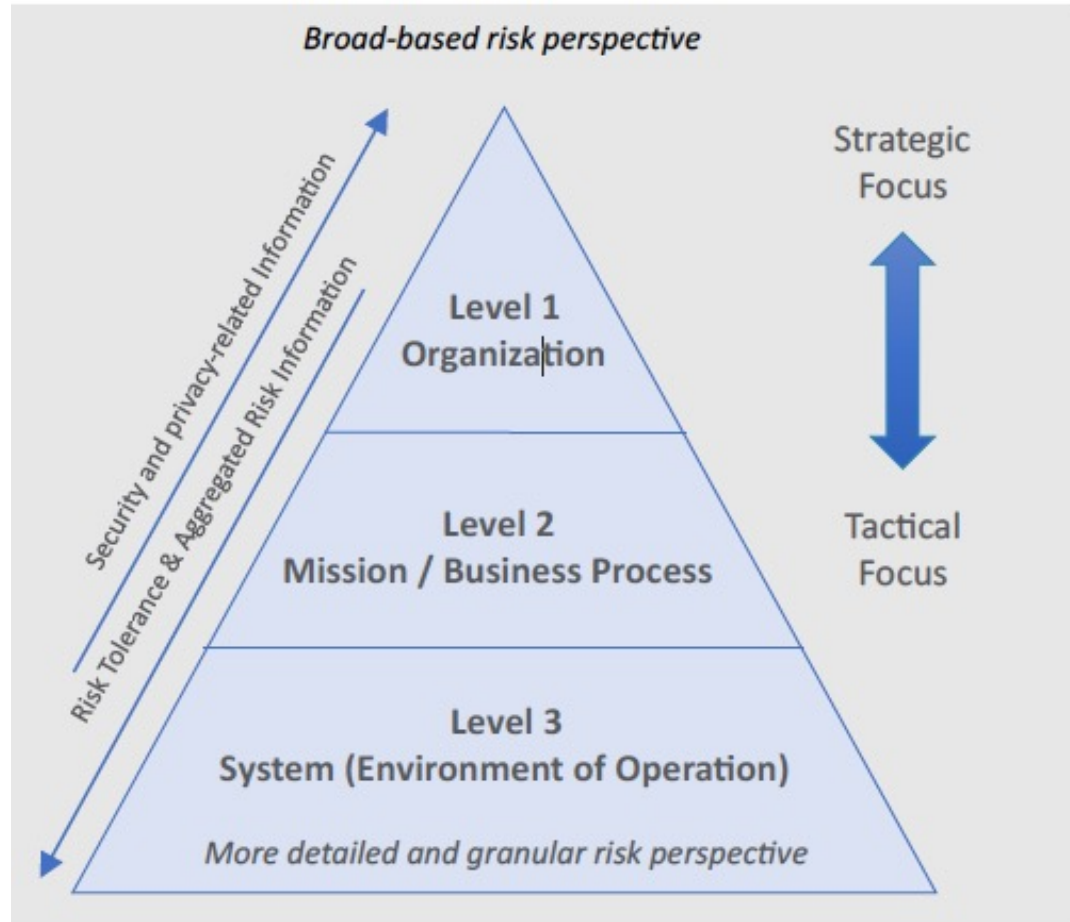 Broad-based risk perspective
Security and privacy-related Information
Risk Tolerance & Aggregated Risk Information
Strategic
Focus
Level 1
Organization
Level 2
Mission / Business Process
Tactical
Focus
Level 3
System (Environment of Operation)
More detailed and granular risk perspective